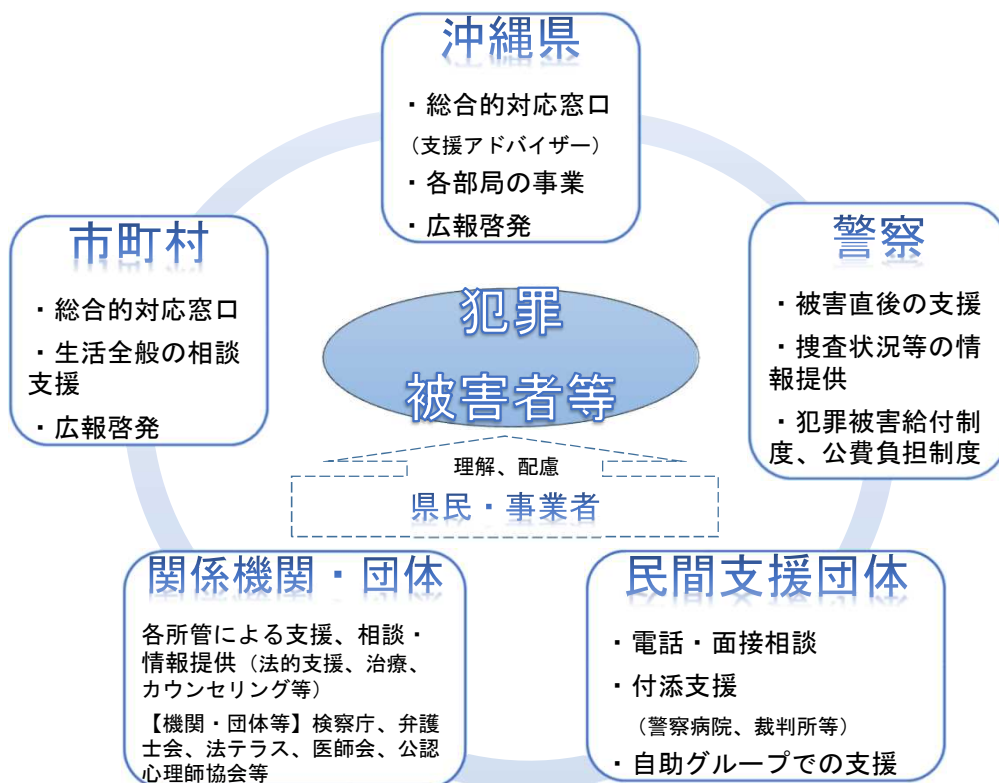 沖縄県
・総合的対応窓口
（支援アドバイザー）
・各部局の事業
・広報啓発
市町村
・総合的対応窓口
・生活全般の相談
支援
・広報啓発
警察
・被害直後の支援
・捜査状況等の情
報提供
・犯罪被害給付制
度、公費負担制度
犯罪
被害者等
理解、配慮
県民・事業者
関係機関・団体
各所管による支援、相談・
情報提供（法的支援、治療、
カウンセリング等）
【機関・団体等】検察庁、弁護
士会、法テラス、医師会、公認
心理師協会等
民間支援団体
・電話・面接相談
・付添支援
（警察病院、裁判所等）
・自助グループでの支援